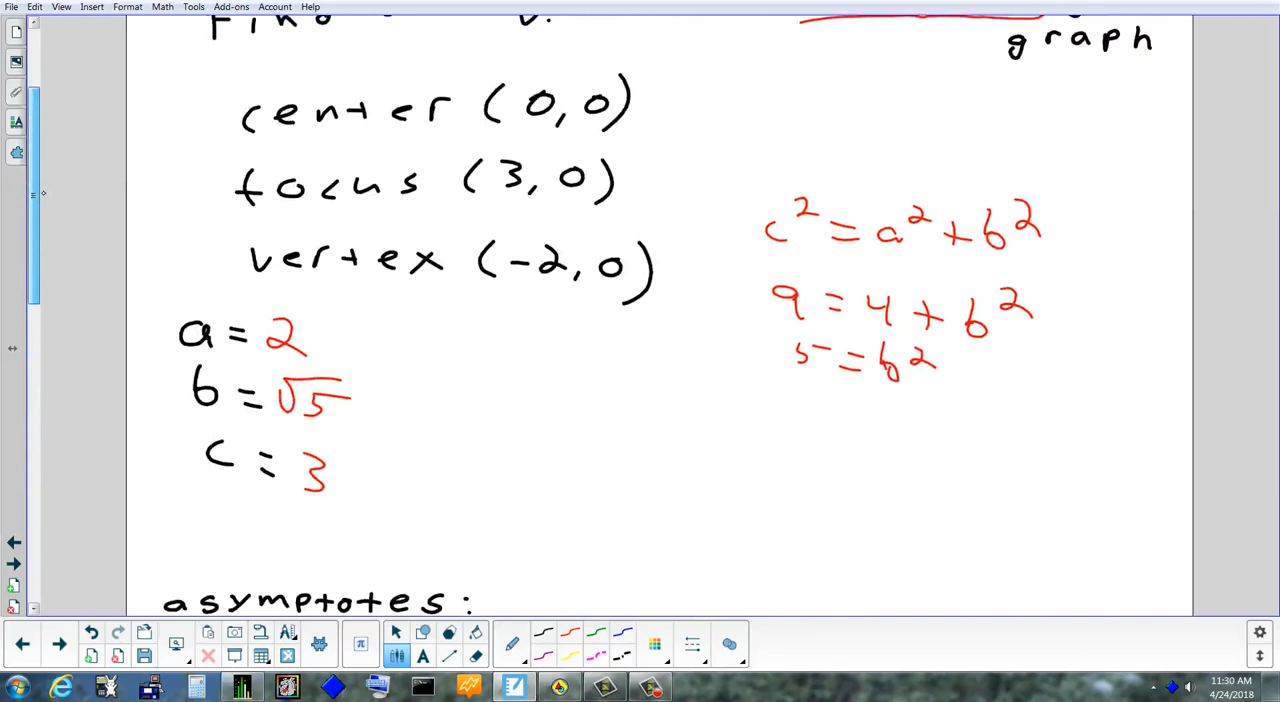 File Edit View Insert Format Math Tools Add-ons Account Help
Find
graph
center (0,0)
focus (3,0)
vertex (-2,0)
a = 2
b = √5
c = 3
c² = a² + b²
9 = 4 + b²
5 = b²
asymptotes:
11:30 AM
4/24/2018